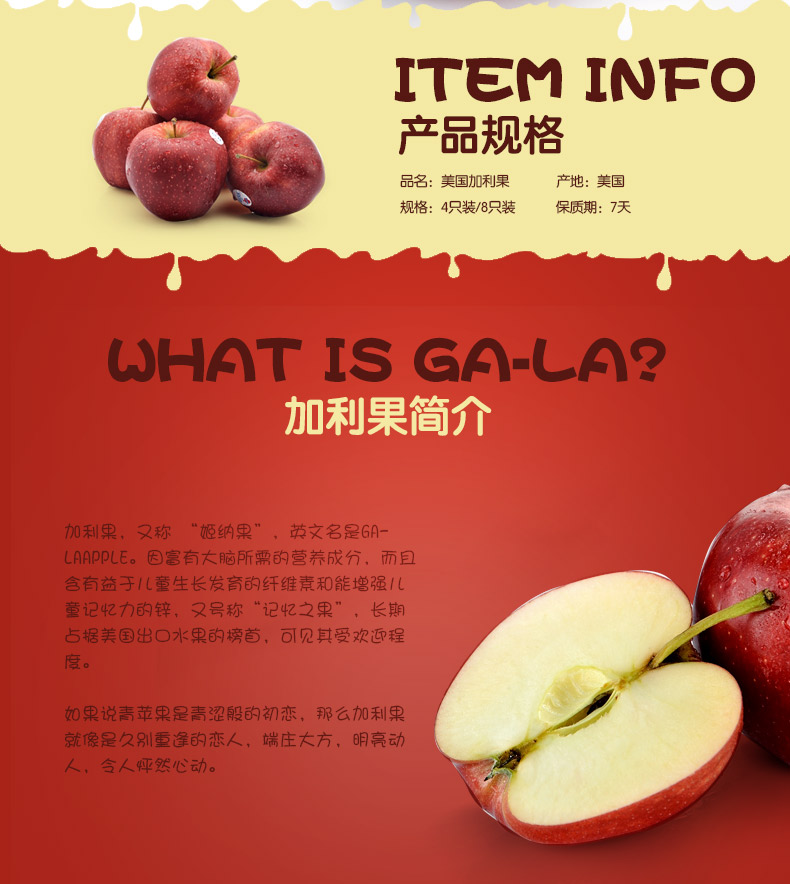 ITEM INFO
产品规格
品名：美国加利果 产地：美国
规格：4只装/8只装 保质期：7天
WHAT IS GA-LA?
加利果简介
加利果，又称 “姬纳果”，英文名是GA-
LAAPPLE。因富有大脑所需的营养成分，而且
含有益于儿童生长发育的纤维素和能增强儿
童记忆力的锌，又号称“记忆之果”，长期
占据美国出口水果的榜首，可见其受欢迎程
度。
如果说青苹果是青涩般的初恋，那么加利果
就像是久别重逢的恋人，端庄大方，明亮动
人，令人怦然心动。